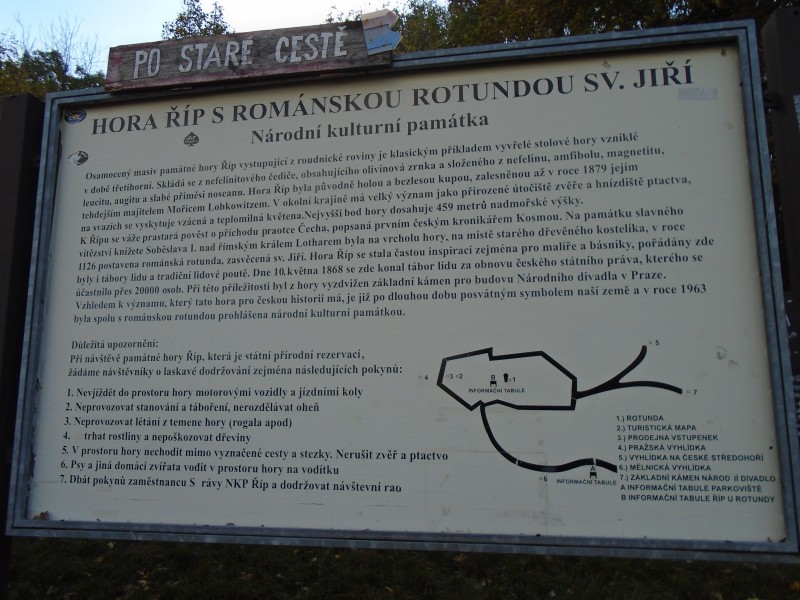 PO STARÉ CESTĚ
HORA ŘÍP S ROMÁNSKOU ROTUNDOU SV. JIŘÍ
Národní kulturní památka
Osamocený masiv památné hory Říp vystupující z roudnické roviny je klasickým příkladem vyvřelé stolové hory vzniklé
v době třetihorní. Skládá se z nefelinitového čediče, obsahujícího olivínová zrnka a složeného z nefelinu, amfibolu, magnetitu,
leucitu, augitu a slabé příměsi noseanu. Hora Říp byla původně holou a bezlesou kupou, zalesněnou až v roce 1879 jejím
tehdejším majitelem Mořicem Lobkowitzem. V okolní krajině má velký význam jako přirozené útočiště zvěře a hnízdiště ptactva,
na svazích se vyskytuje vzácná a teplomilná květena.Nejvyšší bod hory dosahuje 459 metrů nadmořské výšky.
K Řípu se váže prastará pověst o příchodu praotce Čecha, popsaná prvním českým kronikářem Kosmou. Na památku slavného
vítězství knížete Soběslava I. nad římským králem Lotharem byla na vrcholu hory, na místě starého dřevěného kostelíka, v roce
1126 postavena románská rotunda, zasvěcená sv. Jiří. Hora Říp se stala častou inspirací zejména pro malíře a básníky, pořádány zde
byly i tábory lidu a tradiční lidové poutě. Dne 10.května 1868 se zde konal tábor lidu za obnovu českého státního práva, kterého se
účastnilo přes 20000 osob. Při této příležitosti byl z hory vyzdvižen základní kámen pro budovu Národního divadla v Praze.
Vzhledem k významu, který tato hora pro českou historii má, je již po dlouhou dobu posvátným symbolem naší země a v roce 1963
byla spolu s románskou rotundou prohlášena národní kulturní památkou.
Důležitá upozornění:
Při návštěvě památné hory Říp, která je státní přírodní rezervací,
žádáme návštěvníky o laskavé dodržování zejména následujících pokynů:
1. Nevjíždět do prostoru hory motorovými vozidly a jízdními koly
2. Neprovozovat stanování a táboření, nerozdělávat oheň
3. Neprovozovat létání z temene hory (rogala apod)
4. trhat rostliny a nepoškozovat dřeviny
5. V prostoru hory nechodit mimo vyznačené cesty a stezky. Nerušit zvěř a ptactvo
6. Psy a jiná domácí zvířata vodit v prostoru hory na vodítku
7. Dbát pokynů zaměstnancu S rávy NKP Říp a dodržovat návštevní rad
5
4 3 2 B 1
INFORMAČNÍ TABULE
7
A
6 INFORMAČNÍ TABULE
1.) ROTUNDA
2.) TURISTICKÁ MAPA
3.) PRODEJNA VSTUPENEK
4.) PRAŽSKÁ VYHLÍDKA
5.) VYHLÍDKA NA ČESKÉ STŘEDOHOŘÍ
6.) MĚLNICKÁ VYHLÍDKA
7.) ZÁKLADNÍ KÁMEN NÁROD ÍI DIVADLO
A INFORMAČNÍ TABULE PARKOVIŠTĚ
B INFORMAČNÍ TABULE ŘÍP U ROTUNDY